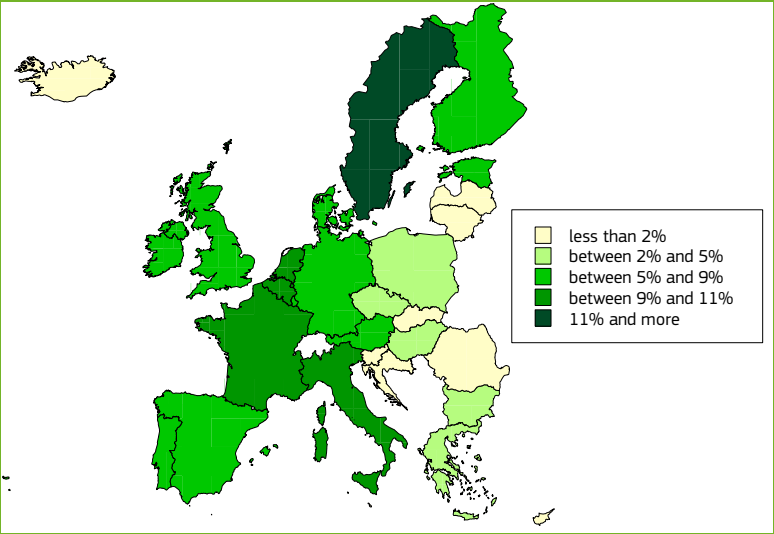 less than 2%
between 2% and 5%
between 5% and 9%
between 9% and 11%
11% and more